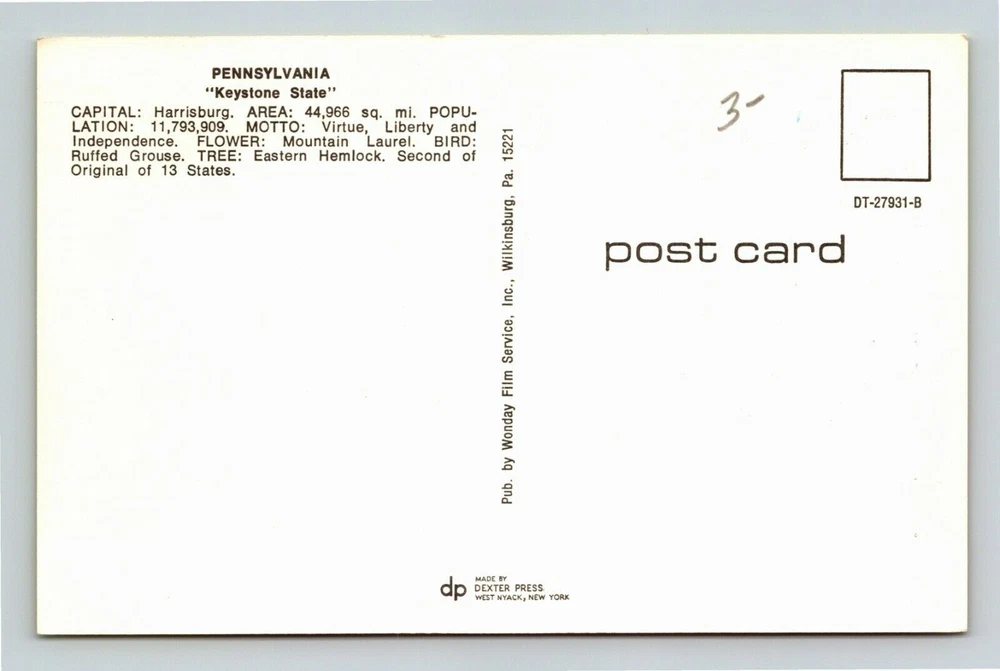 PENNSYLVANIA
"Keystone State"
CAPITAL: Harrisburg. AREA: 44,966 sq. mi. POPU-
LATION: 11,793,909. MOTTO: Virtue, Liberty and
Independence. FLOWER: Mountain Laurel. BIRD:
Ruffed Grouse. TREE: Eastern Hemlock. Second of
Original of 13 States.
Pub. by Wonday Film Service, Inc., Wilkinsburg, Pa. 15221
3-
DT-27931-B
post card
dp
MADE BY
DEXTER PRESS
WEST NYACK, NEW YORK